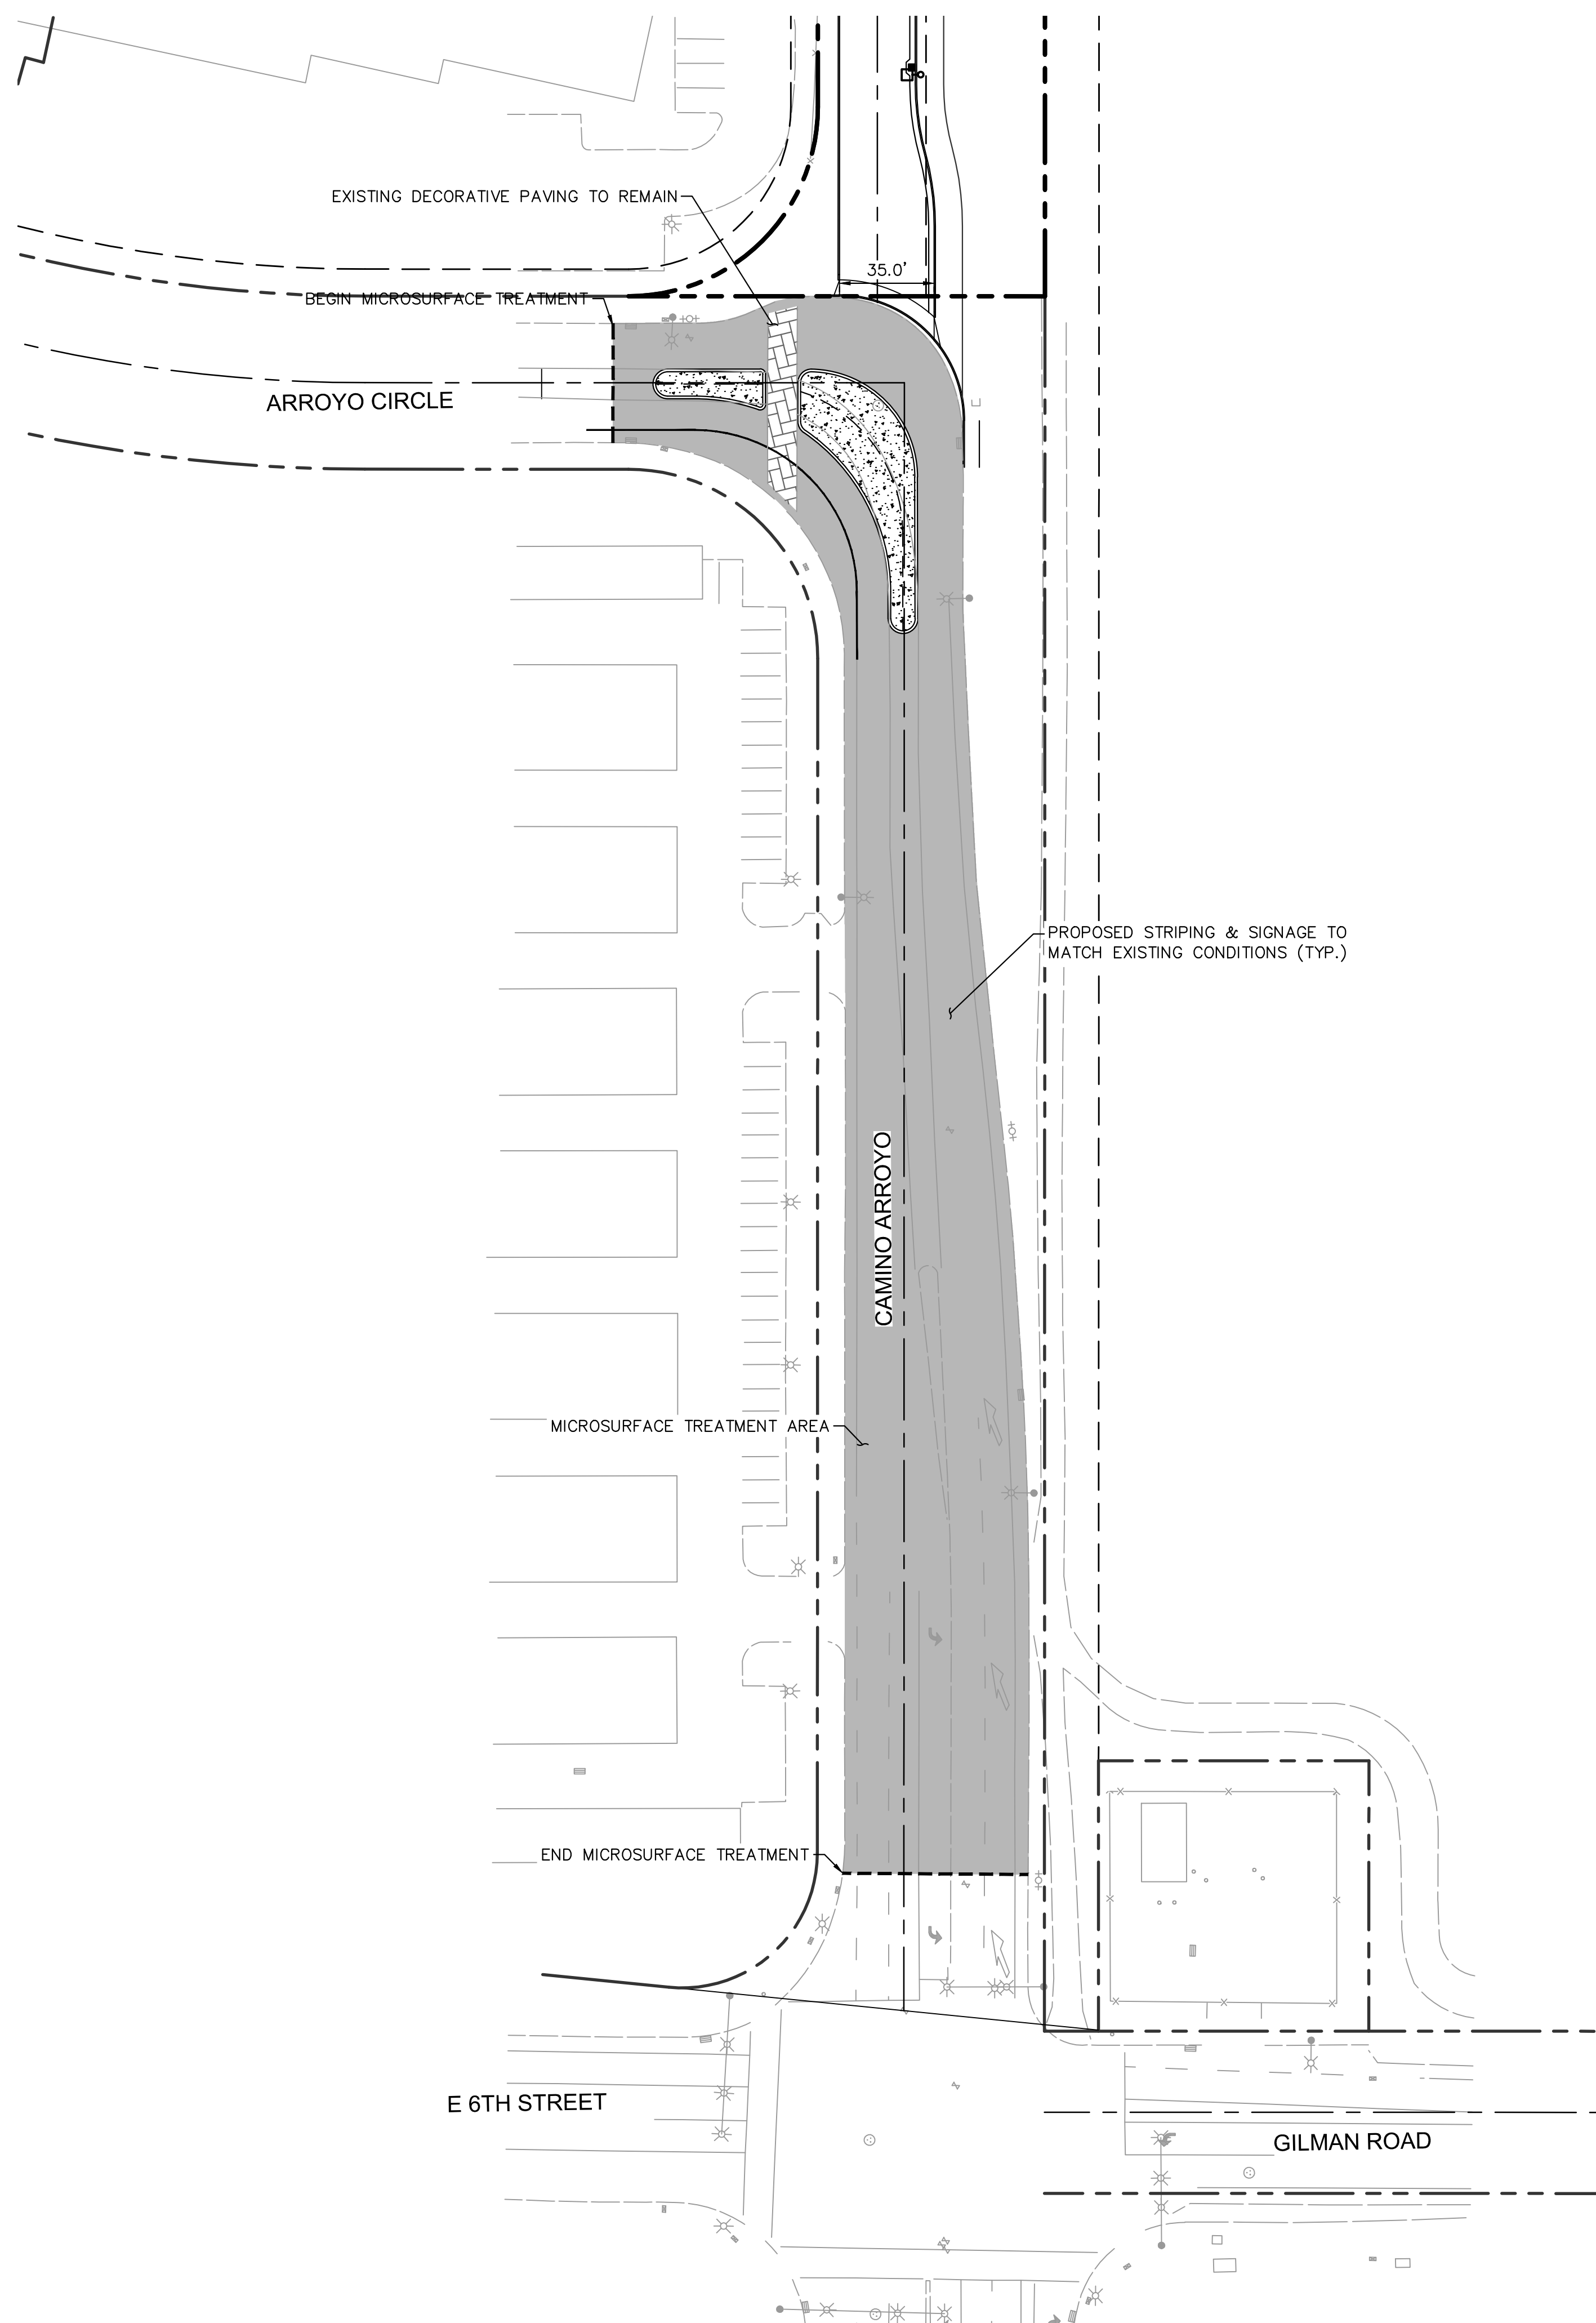 EXISTING DECORATIVE PAVING TO REMAIN
35.0'
BEGIN MICROSURFACE TREATMENT
ARROYO CIRCLE
PROPOSED STRIPING & SIGNAGE TO
MATCH EXISTING CONDITIONS (TYP.)
CAMINO ARROYO
MICROSURFACE TREATMENT AREA
END MICROSURFACE TREATMENT
E 6TH STREET
GILMAN ROAD